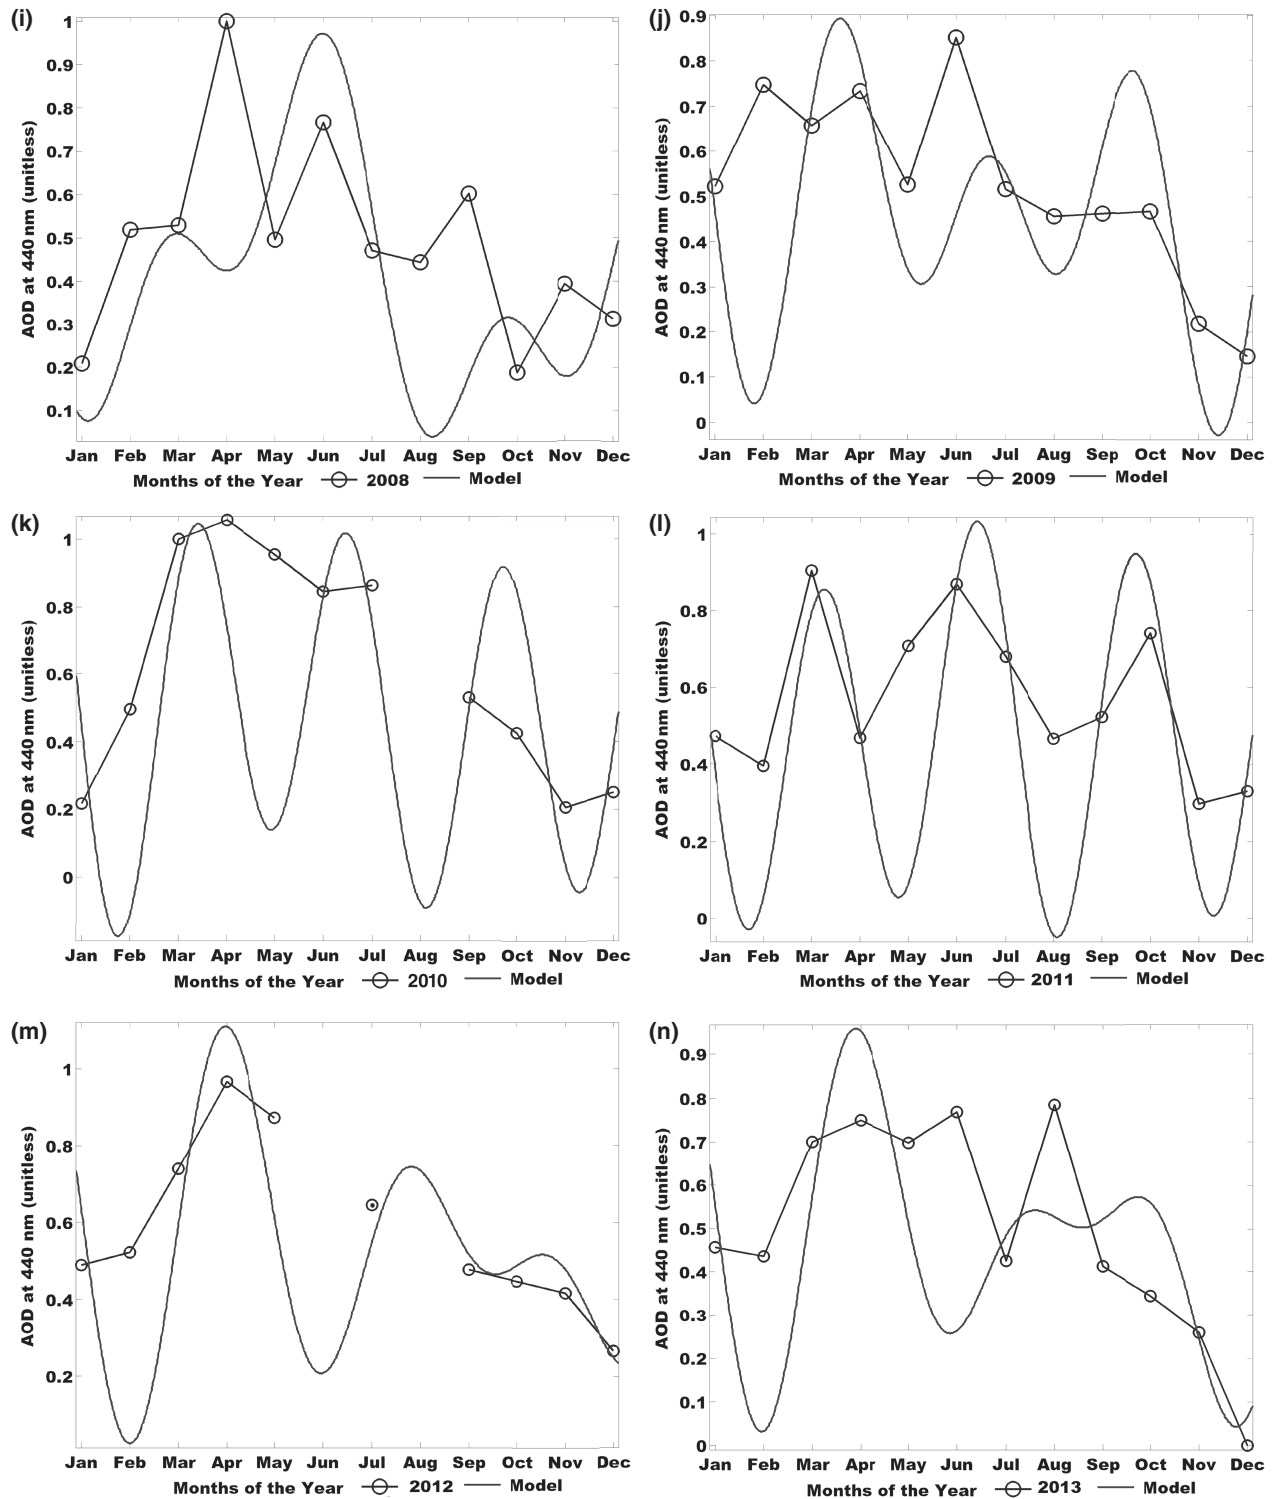 (i)
AOD at 440 nm (unitless)
1
0.9
0.8
0.7
0.6
0.5
0.4
0.3
0.2
0.1
Jan Feb Mar Apr May Jun Jul Aug Sep Oct Nov Dec
Months of the Year 2008 Model
(j)
AOD at 440 nm (unitless)
0.9
0.8
0.7
0.6
0.5
0.4
0.3
0.2
0.1
0
Jan Feb Mar Apr May Jun Jul Aug Sep Oct Nov Dec
Months of the Year 2009 Model
(k)
AOD at 440 nm (unitless)
1
0.8
0.6
0.4
0.2
0
Jan Feb Mar Apr May Jun Jul Aug Sep Oct Nov Dec
Months of the Year 2010 Model
(l)
AOD at 440 nm (unitless)
1
0.8
0.6
0.4
0.2
0
Jan Feb Mar Apr May Jun Jul Aug Sep Oct Nov Dec
Months of the Year 2011 Model
(m)
AOD at 440 nm (unitless)
1
0.8
0.6
0.4
0.2
Jan Feb Mar Apr May Jun Jul Aug Sep Oct Nov Dec
Months of the Year 2012 Model
(n)
AOD at 440 nm (unitless)
0.9
0.8
0.7
0.6
0.5
0.4
0.3
0.2
0.1
0
Jan Feb Mar Apr May Jun Jul Aug Sep Oct Nov Dec
Months of the Year 2013 Model